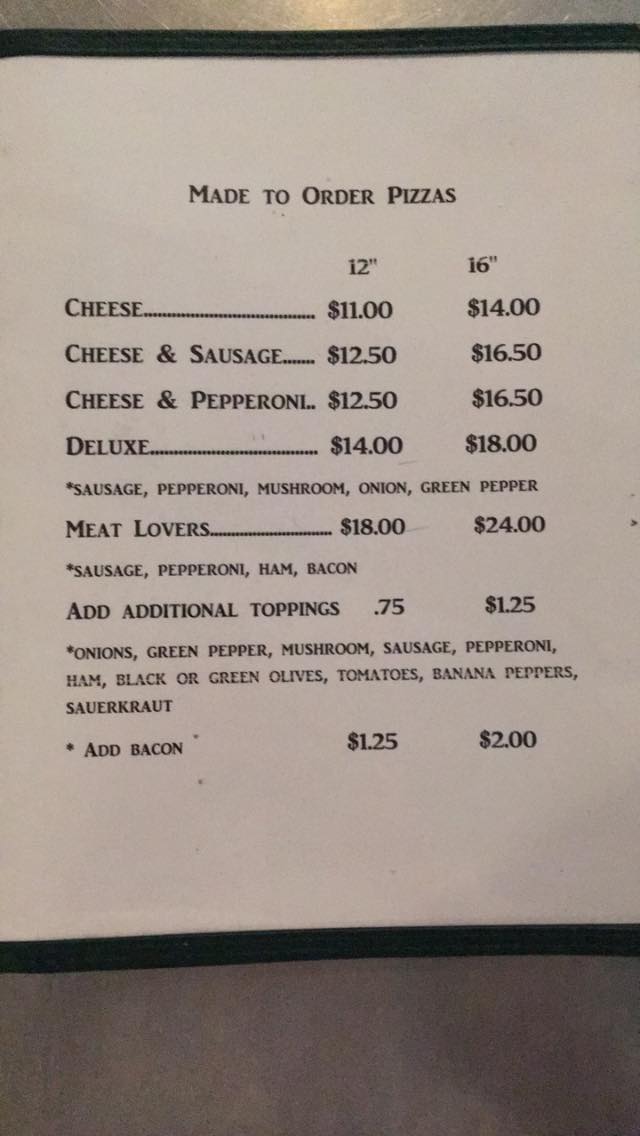 MADE TO ORDER PIZZAS
12" 16"
CHEESE..................................... $11.00 $14.00
CHEESE & SAUSAGE....... $12.50 $16.50
CHEESE & PEPPERONI.. $12.50 $16.50
DELUXE..................................... $14.00 $18.00
*SAUSAGE, PEPPERONI, MUSHROOM, ONION, GREEN PEPPER
MEAT LOVERS........................... $18.00 $24.00
*SAUSAGE, PEPPERONI, HAM, BACON
ADD ADDITIONAL TOPPINGS .75 $1.25
*ONIONS, GREEN PEPPER, MUSHROOM, SAUSAGE, PEPPERONI,
HAM, BLACK OR GREEN OLIVES, TOMATOES, BANANA PEPPERS,
SAUERKRAUT
* ADD BACON $1.25 $2.00